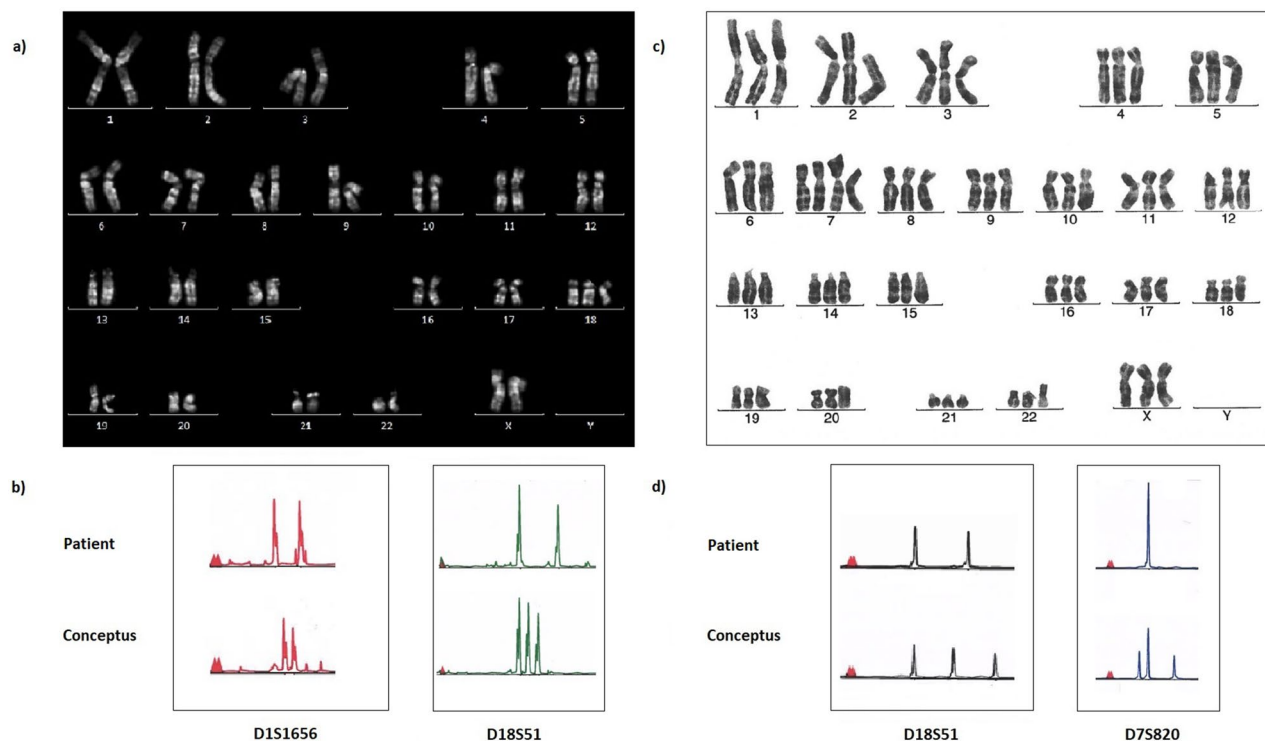 a)
1 2 3 4 5
6 7 8 9 10 11 12
13 14 15 16 17 18
19 20 21 22 X Y
c)
1 2 3 4 5
6 7 8 9 10 11 12
13 14 15 16 17 18
19 20 21 22 X Y
b)
Patient
Conceptus
D1S1656 D18S51
d)
Patient
Conceptus
D18S51 D7S820